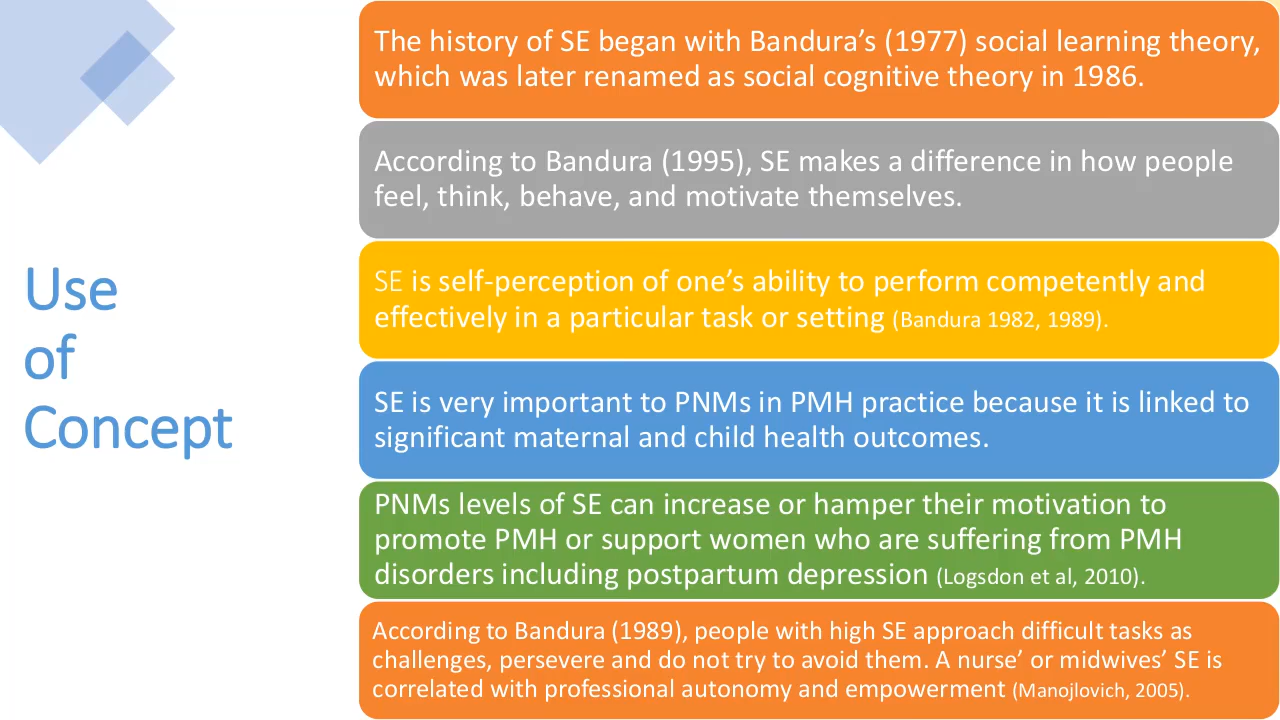 Use
of
Concept
The history of SE began with Bandura’s (1977) social learning theory,
which was later renamed as social cognitive theory in 1986.
According to Bandura (1995), SE makes a difference in how people
feel, think, behave, and motivate themselves.
SE is self-perception of one’s ability to perform competently and
effectively in a particular task or setting (Bandura 1982, 1989).
SE is very important to PNMs in PMH practice because it is linked to
significant maternal and child health outcomes.
PNMs levels of SE can increase or hamper their motivation to
promote PMH or support women who are suffering from PMH
disorders including postpartum depression (Logsdon et al, 2010).
According to Bandura (1989), people with high SE approach difficult tasks as
challenges, persevere and do not try to avoid them. A nurse’ or midwives’ SE is
correlated with professional autonomy and empowerment (Manojlovich, 2005).